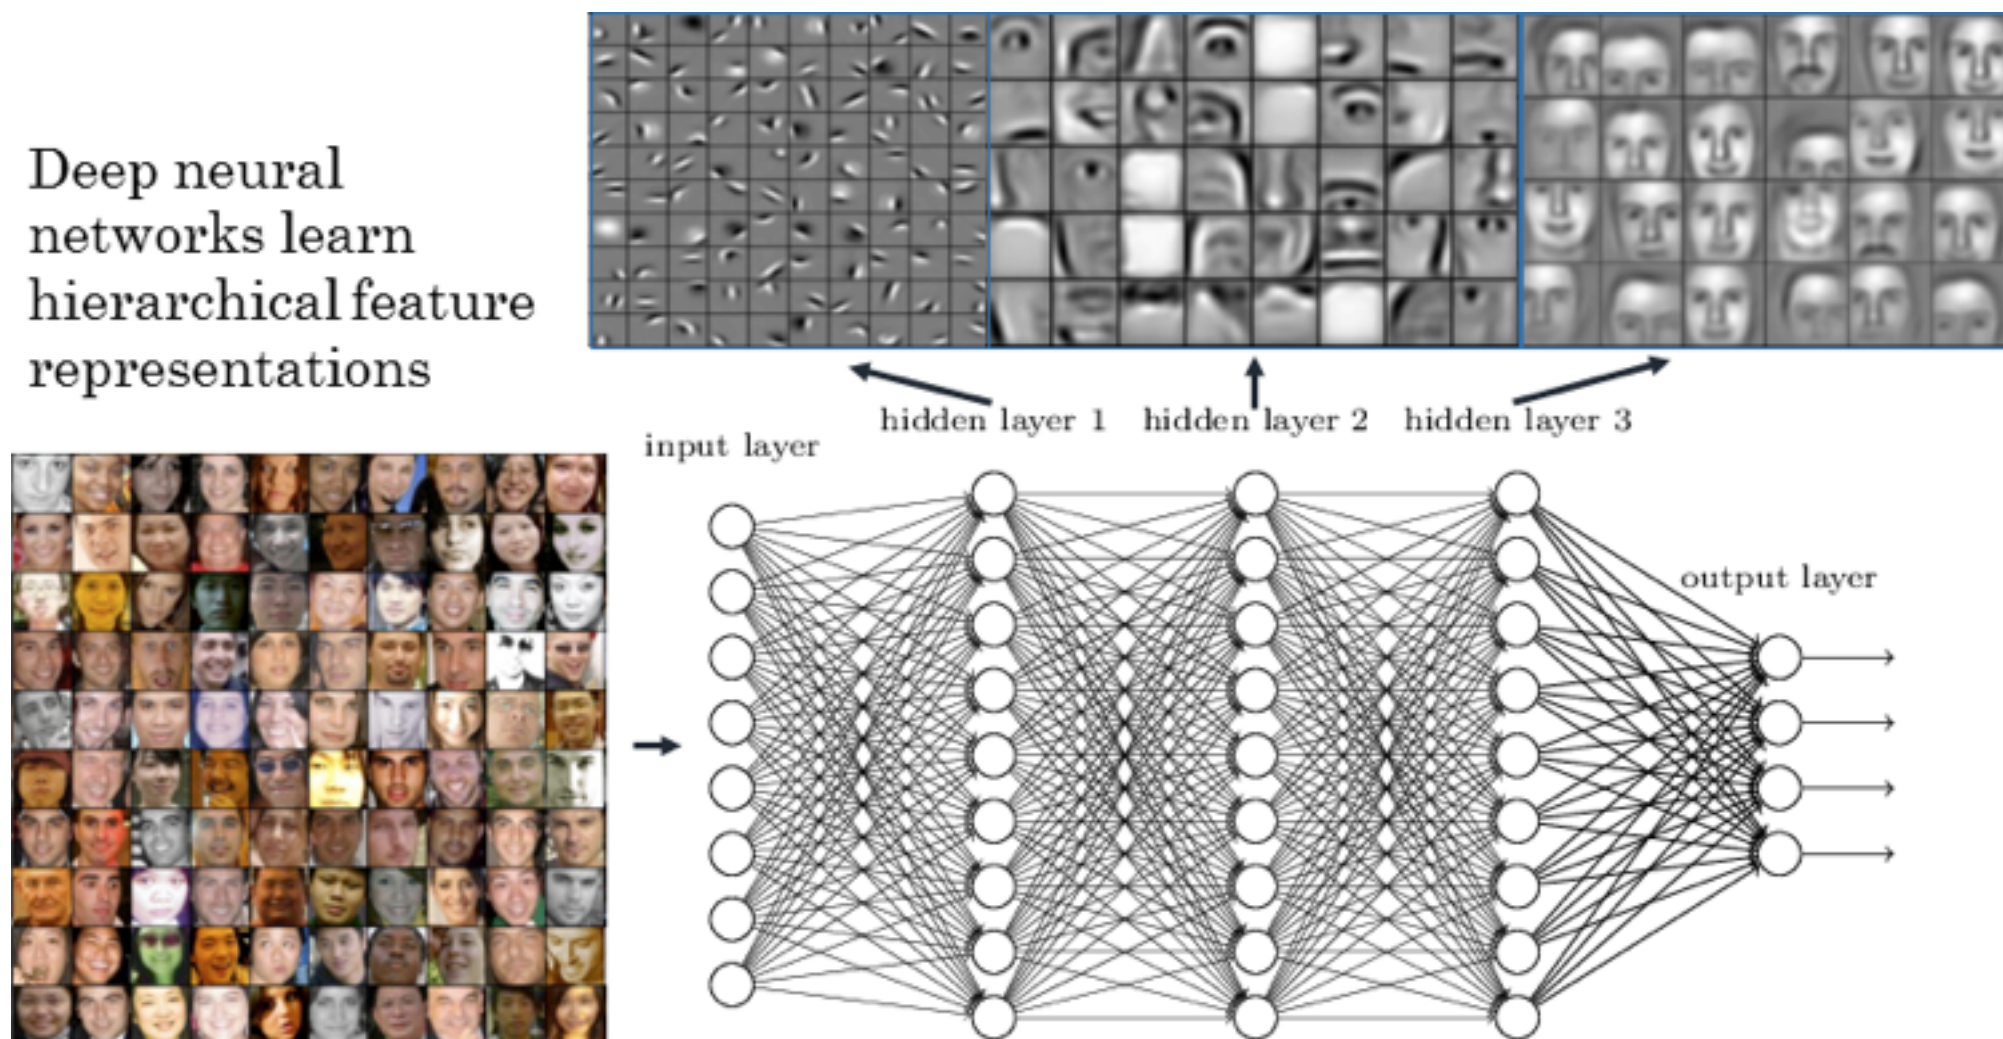 Deep neural
networks learn
hierarchical feature
representations
hidden layer 1
hidden layer 2
hidden layer 3
input layer
output layer